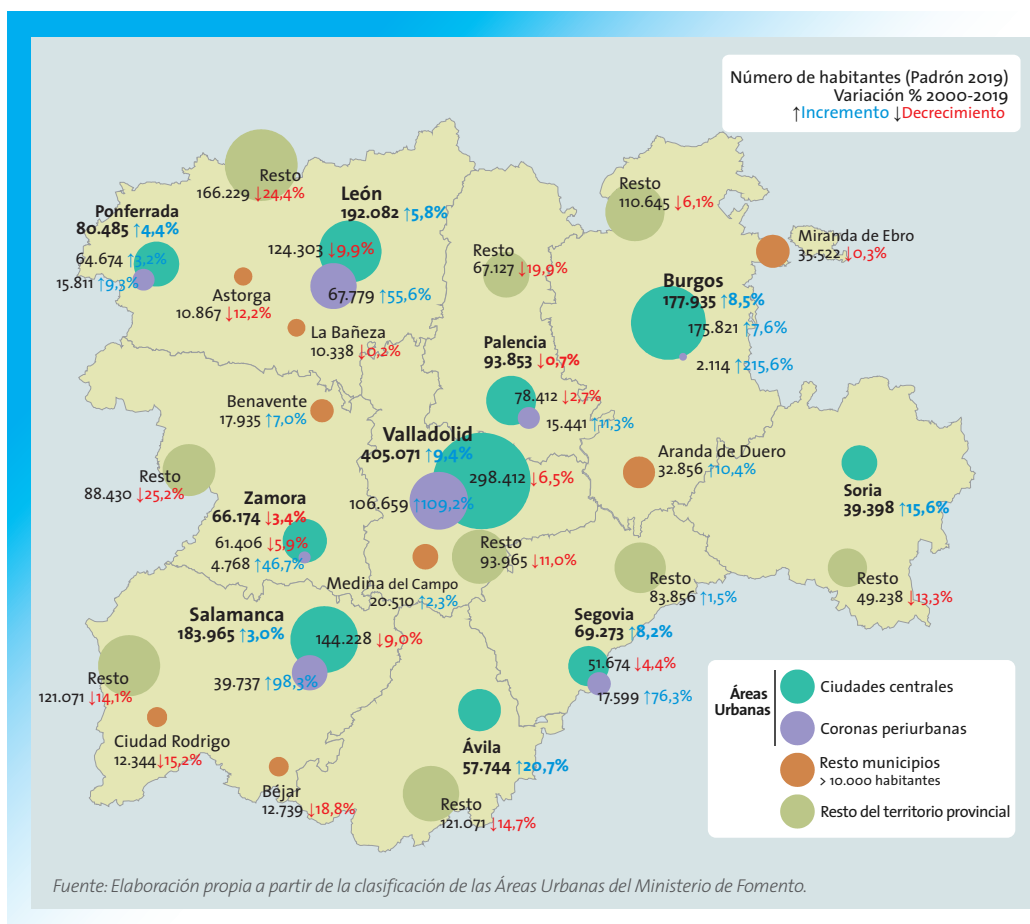 Número de habitantes (Padrón 2019)
Variación % 2000-2019
↑Incremento ↓Decrecimiento
Resto
166.229 ↓24,4%
León
192.082 ↑5,8%
124.303 ↓9,9%
67.779 ↑55,6%
Ponferrada
80.485 ↑4,4%
64.674 ↑3,2%
15.811 ↑9,3%
Astorga
10.867 ↓12,2%
La Bañeza
10.338 ↓0,2%
Resto
67.127 ↓19,9%
Palencia
93.853 ↓0,7%
78.412 ↓2,7%
15.441 ↑11,3%
Resto
110.645 ↓6,1%
Miranda de Ebro
35.522 ↓0,3%
Burgos
177.935 ↑8,5%
175.821 ↑7,6%
2.114 ↑215,6%
Aranda de Duero
32.856 ↑10,4%
Benavente
17.935 ↑7,0%
Resto
88.430 ↓25,2%
Zamora
66.174 ↓3,4%
61.406 ↓5,9%
4.768 ↑46,7%
Valladolid
405.071 ↑9,4%
298.412 ↓6,5%
106.659 ↑109,2%
Resto
93.965 ↓11,0%
Medina del Campo
20.510 ↑2,3%
Soria
39.398 ↑15,6%
Resto
49.238 ↓13,3%
Resto
83.856 ↑1,5%
Segovia
69.273 ↑8,2%
51.674 ↓4,4%
17.599 ↑76,3%
Salamanca
183.965 ↑3,0%
144.228 ↓9,0%
39.737 ↑98,3%
Resto
121.071 ↓14,1%
Ciudad Rodrigo
12.344 ↓15,2%
Béjar
12.739 ↓18,8%
Ávila
57.744 ↑20,7%
Resto
121.071 ↓14,7%
Áreas
Urbanas
Ciudades centrales
Coronas periurbanas
Resto municipios
> 10.000 habitantes
Resto del territorio provincial
Fuente: Elaboración propia a partir de la clasificación de las Áreas Urbanas del Ministerio de Fomento.